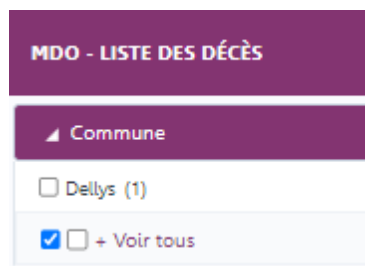 MDO - LISTE DES DÉCÈS
Commune
Dellys (1)
+ Voir tous